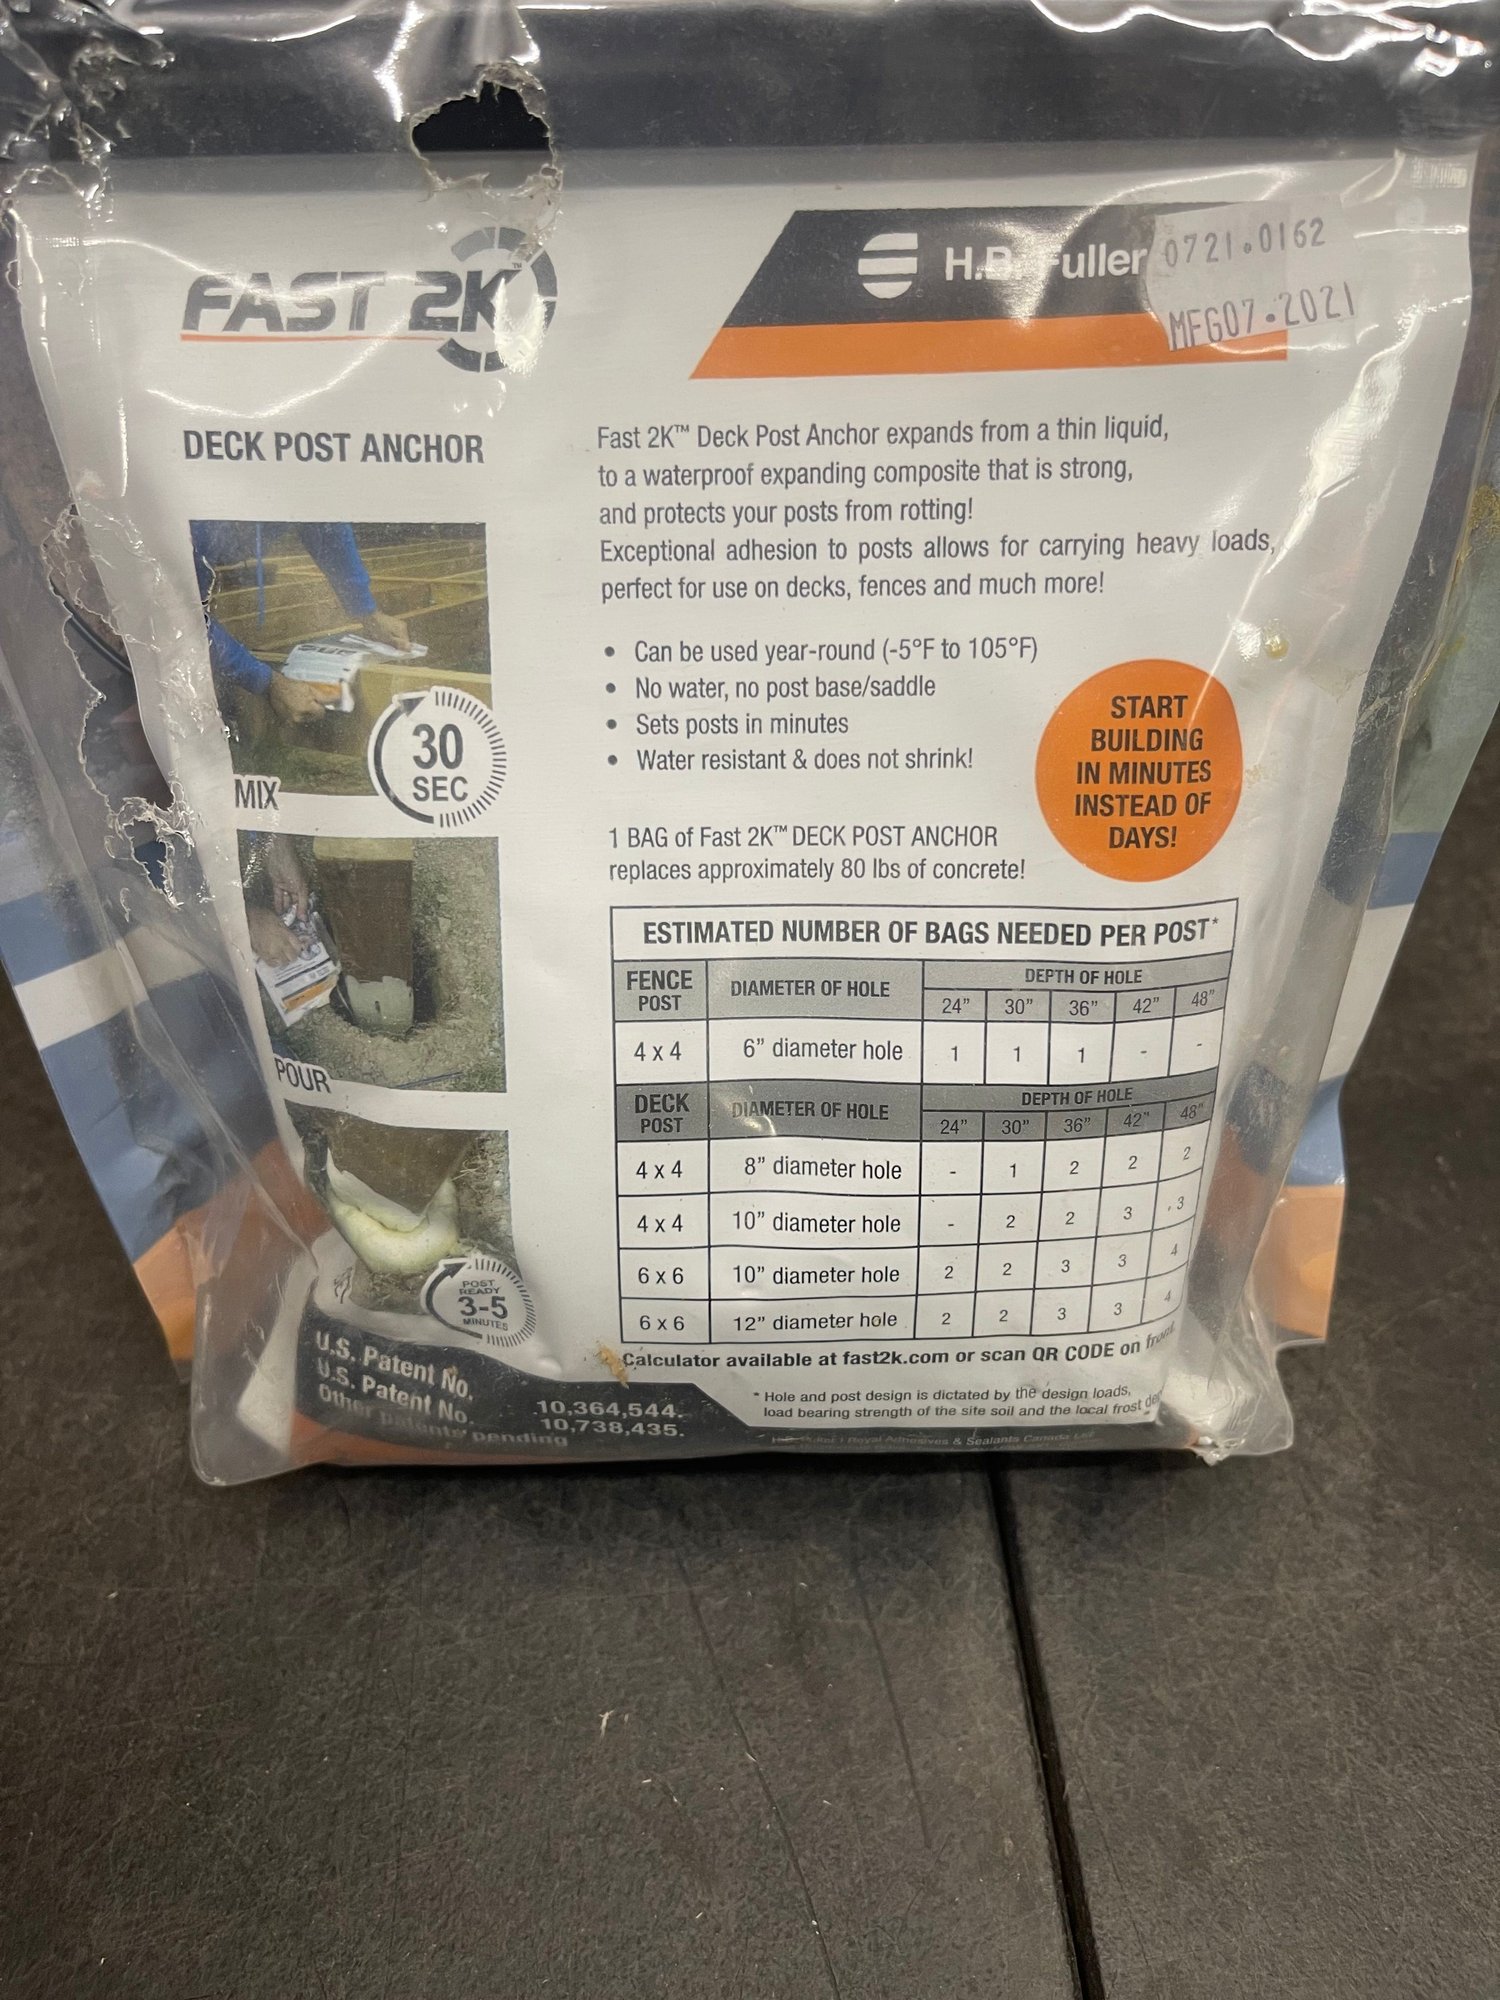 FAST 2K™
H.B. Fuller
0721.0162
MFG07.2021
DECK POST ANCHOR
Fast 2K™ Deck Post Anchor expands from a thin liquid,
to a waterproof expanding composite that is strong,
and protects your posts from rotting!
Exceptional adhesion to posts allows for carrying heavy loads,
perfect for use on decks, fences and much more!
• Can be used year-round (-5°F to 105°F)
• No water, no post base/saddle
• Sets posts in minutes
• Water resistant & does not shrink!
START
BUILDING
IN MINUTES
INSTEAD OF
DAYS!
30
SEC
MIX
POUR
POST
READY
3-5
MINUTES
1 BAG of Fast 2K™ DECK POST ANCHOR
replaces approximately 80 lbs of concrete!
ESTIMATED NUMBER OF BAGS NEEDED PER POST*
FENCE POST DIAMETER OF HOLE DEPTH OF HOLE
24" 30" 36" 42" 48"
4 x 4 6" diameter hole 1 1 1 - -
DECK POST DIAMETER OF HOLE DEPTH OF HOLE
24" 30" 36" 42" 48"
4 x 4 8" diameter hole - 1 2 2 2
4 x 4 10" diameter hole - 2 2 3 3
6 x 6 10" diameter hole 2 2 3 3 4
6 x 6 12" diameter hole 2 2 3 3 4
Calculator available at fast2k.com or scan QR CODE on front
* Hole and post design is dictated by the design loads,
load bearing strength of the site soil and the local frost
U.S. Patent No. 10,364,544.
U.S. Patent No. 10,738,435.
Other patents pending
Royal Adhesives & Sealants Canada